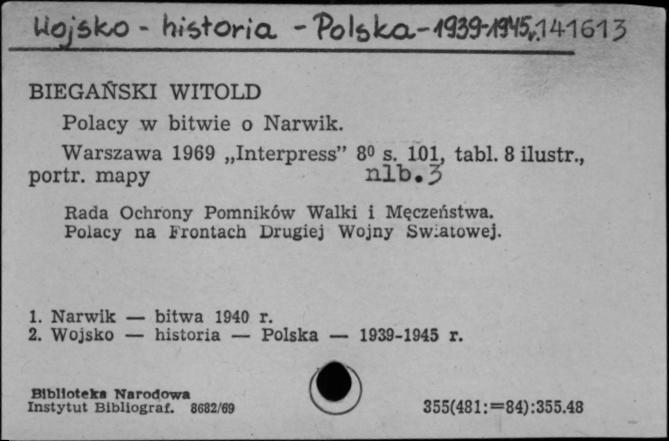 Wojsko - historia - Polska - 1939-1945 r. 141613
BIEGAŃSKI WITOLD
Polacy w bitwie o Narwik.
Warszawa 1969 „Interpress” 8⁰ s. 101, tabl. 8 ilustr.,
portr. mapy nlb. 3
Rada Ochrony Pomników Walki i Męczeństwa.
Polacy na Frontach Drugiej Wojny Swiatowej.
1. Narwik — bitwa 1940 r.
2. Wojsko — historia — Polska — 1939-1945 r.
Biblioteka Narodowa
Instytut Bibliograf. 8682/69 355(481:=84):355.48